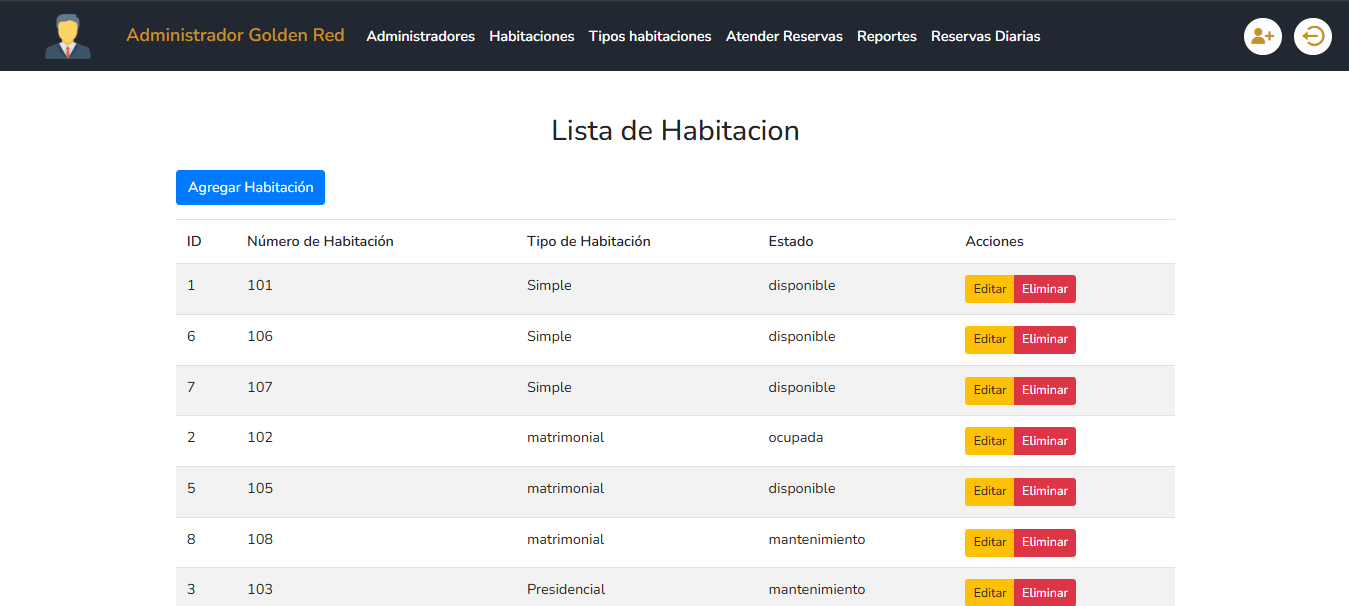 Administrador Golden Red Administradores Habitaciones Tipos habitaciones Atender Reservas Reportes Reservas Diarias
Lista de Habitacion
Agregar Habitación
ID Número de Habitación Tipo de Habitación Estado Acciones
1 101 Simple disponible Editar Eliminar
6 106 Simple disponible Editar Eliminar
7 107 Simple disponible Editar Eliminar
2 102 matrimonial ocupada Editar Eliminar
5 105 matrimonial disponible Editar Eliminar
8 108 matrimonial mantenimiento Editar Eliminar
3 103 Presidencial mantenimiento Editar Eliminar